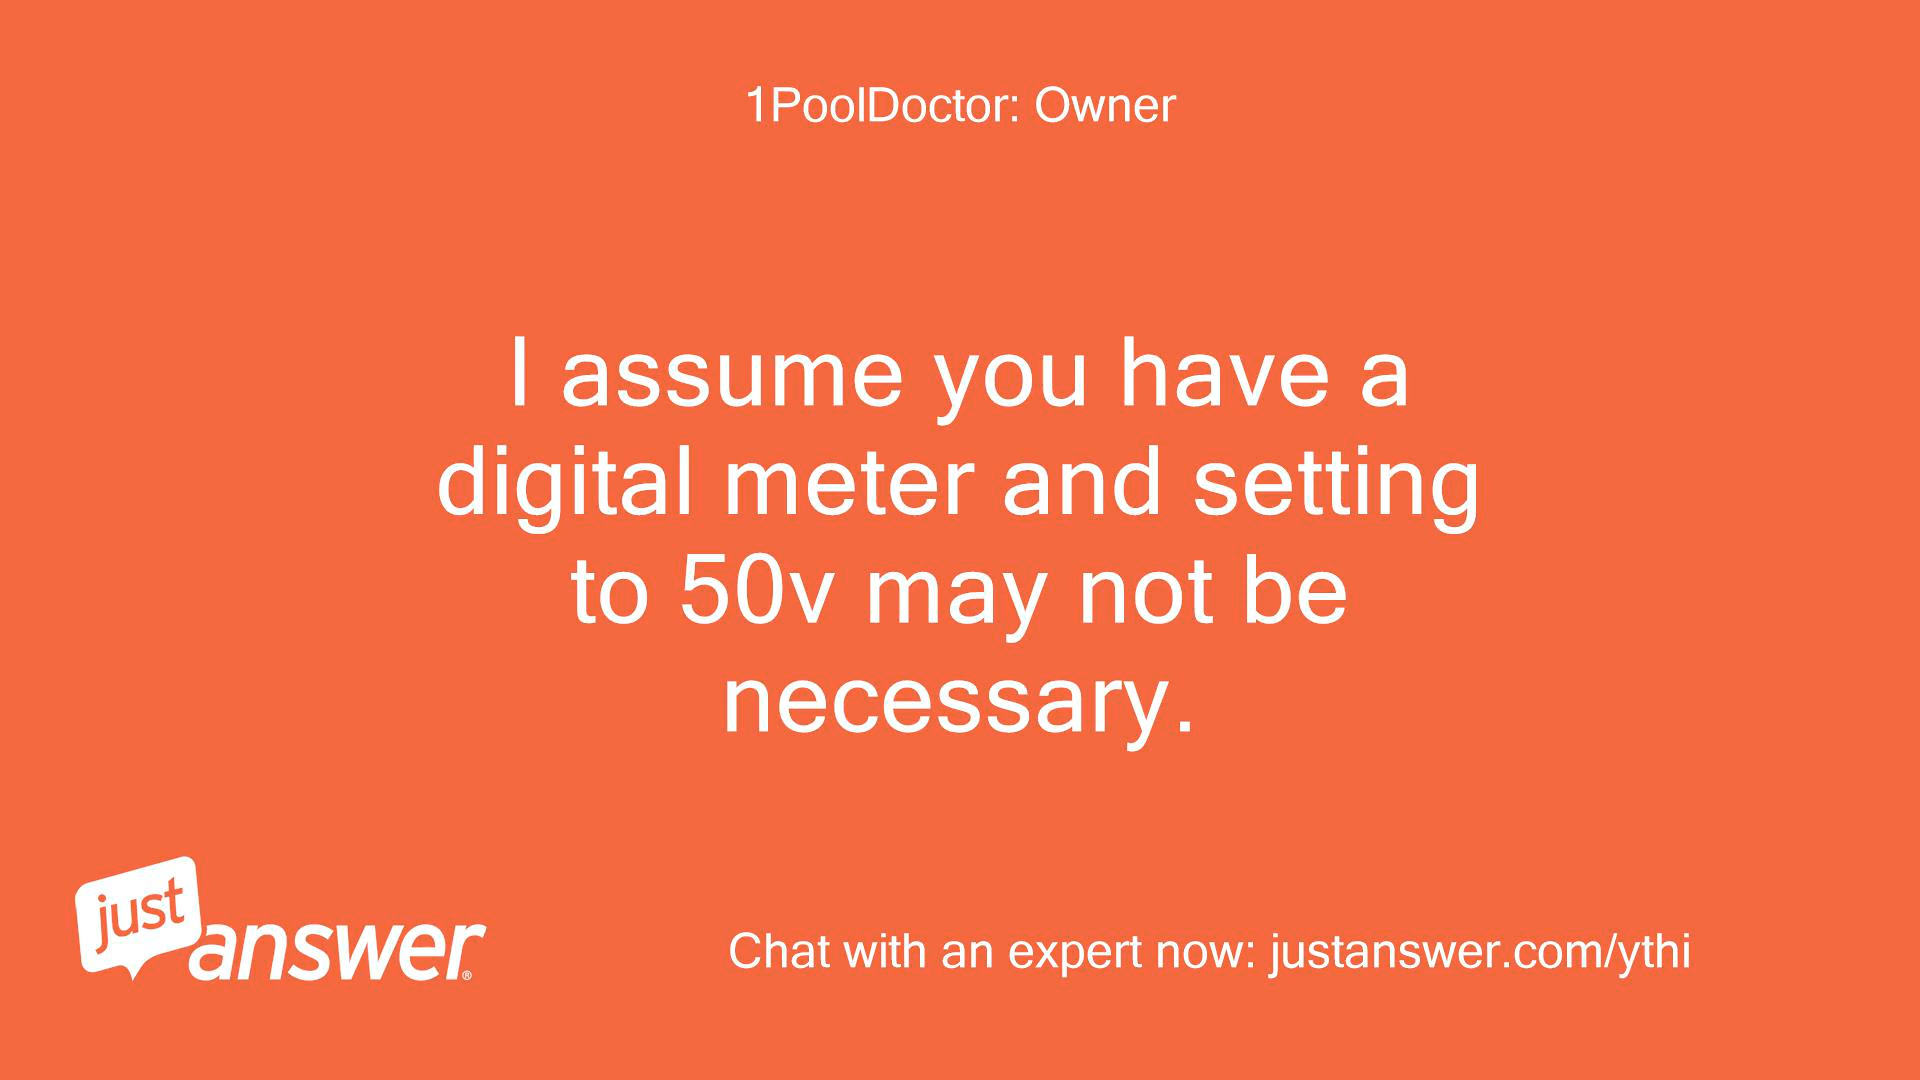 1PoolDoctor: Owner
I assume you have a
digital meter and setting
to 50v may not be
necessary.
just
answer®
Chat with an expert now: justanswer.com/ythi